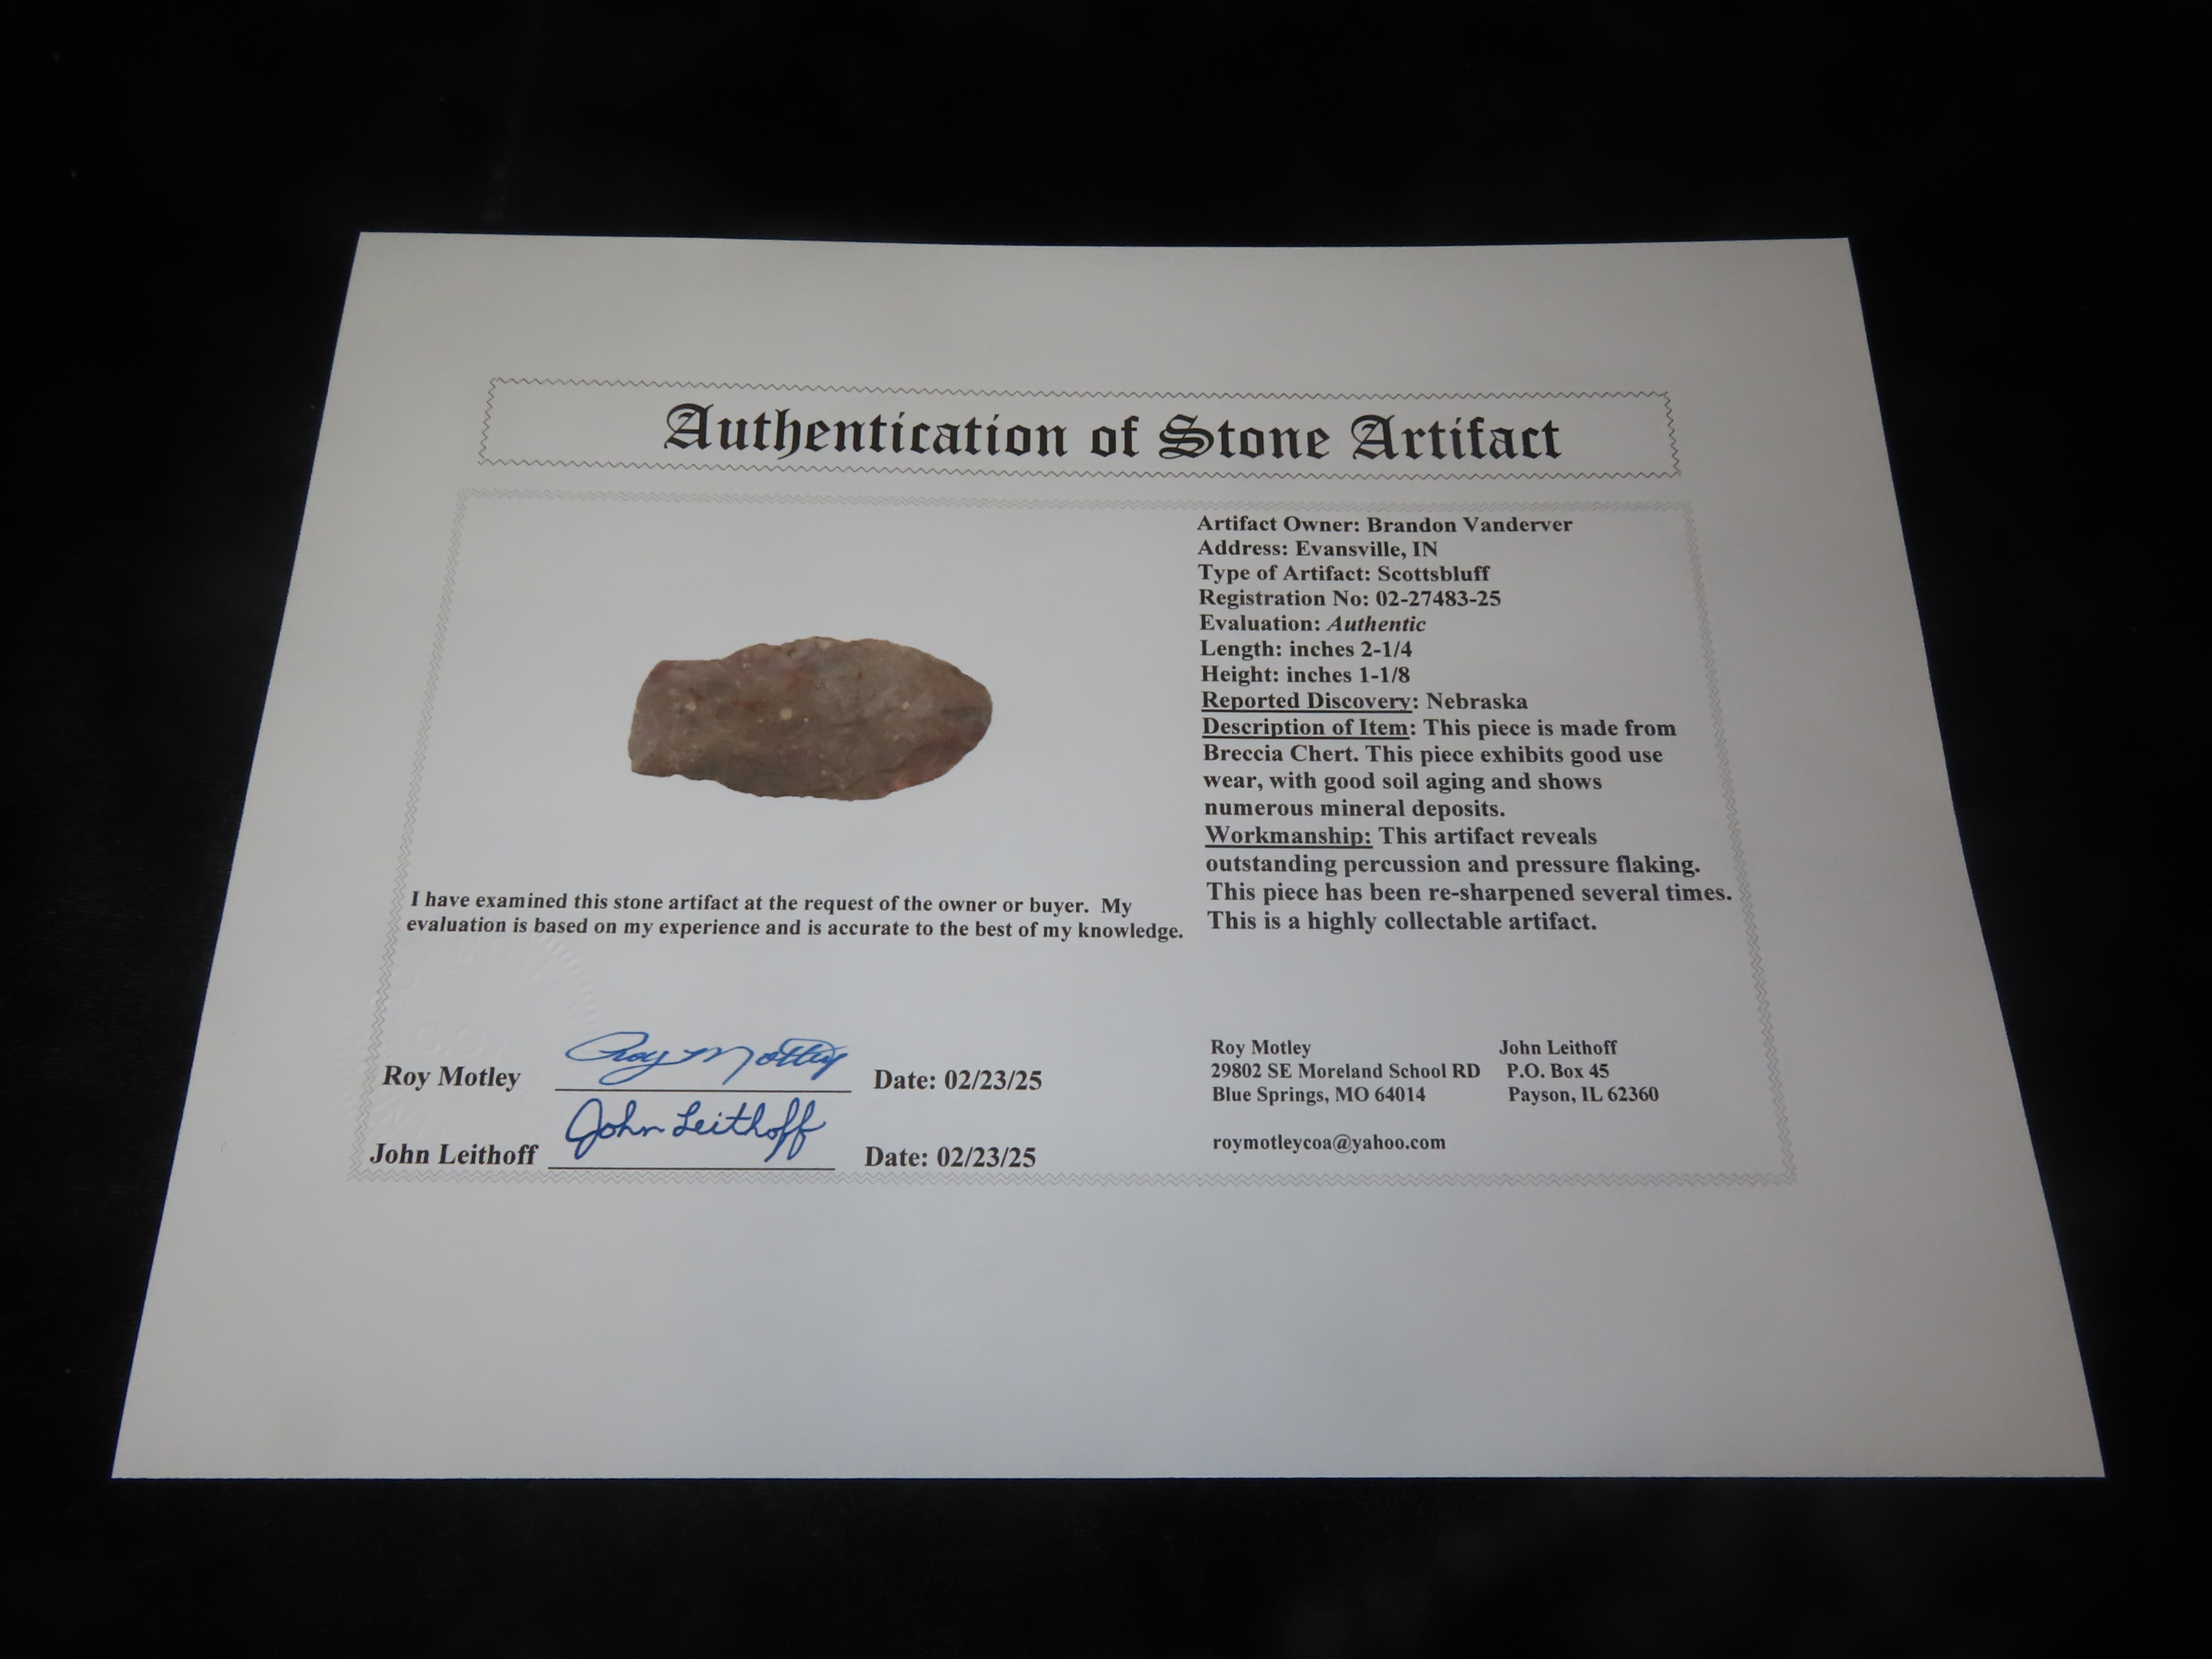 Authentication of Stone Artifact
Artifact Owner: Brandon Vanderver
Address: Evansville, IN
Type of Artifact: Scottsbluff
Registration No: 02-27483-25
Evaluation: Authentic
Length: inches 2-1/4
Height: inches 1-1/8
Reported Discovery: Nebraska
Description of Item: This piece is made from
Breccia Chert. This piece exhibits good use
wear, with good soil aging and shows
numerous mineral deposits.
Workmanship: This artifact reveals
outstanding percussion and pressure flaking.
This piece has been re-sharpened several times.
This is a highly collectable artifact.
I have examined this stone artifact at the request of the owner or buyer. My
evaluation is based on my experience and is accurate to the best of my knowledge.
Roy Motley Roy Motley Date: 02/23/25
John Leithoff John Leithoff Date: 02/23/25
Roy Motley John Leithoff
29802 SE Moreland School RD P.O. Box 45
Blue Springs, MO 64014 Payson, IL 62360
roymotleycoa@yahoo.com